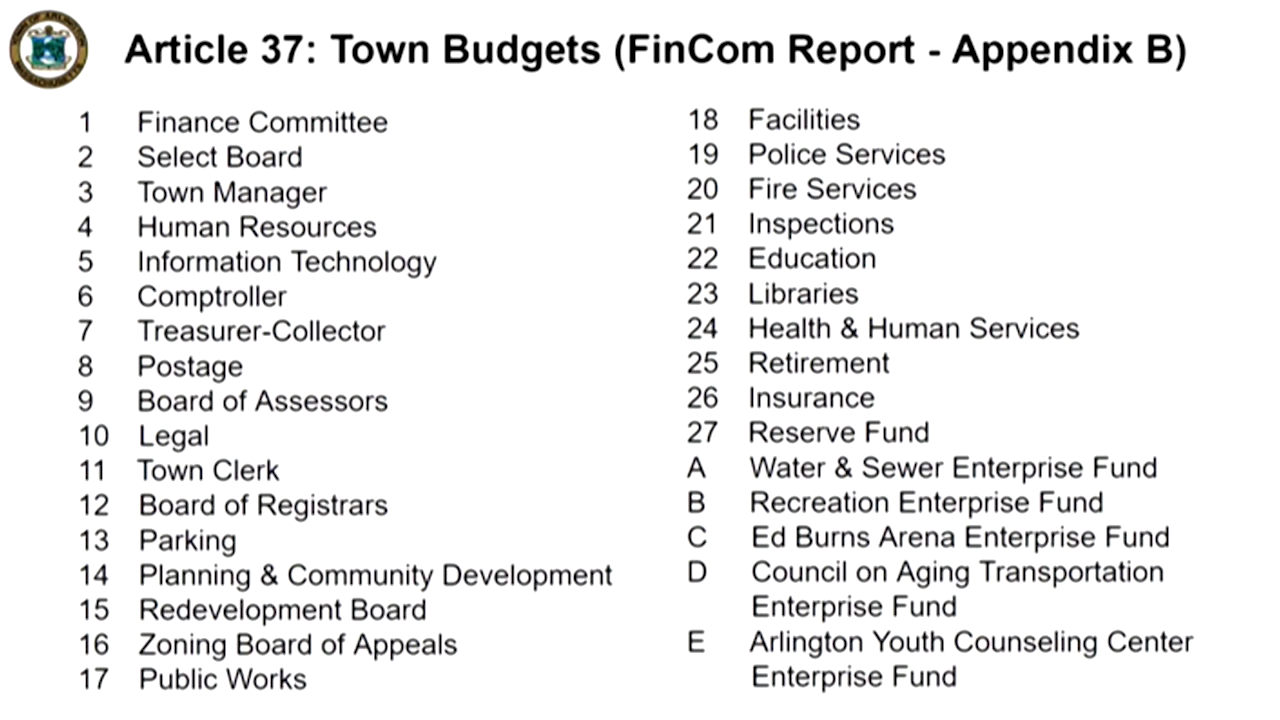 Article 37: Town Budgets (FinCom Report - Appendix B)
1 Finance Committee
2 Select Board
3 Town Manager
4 Human Resources
5 Information Technology
6 Comptroller
7 Treasurer-Collector
8 Postage
9 Board of Assessors
10 Legal
11 Town Clerk
12 Board of Registrars
13 Parking
14 Planning & Community Development
15 Redevelopment Board
16 Zoning Board of Appeals
17 Public Works
18 Facilities
19 Police Services
20 Fire Services
21 Inspections
22 Education
23 Libraries
24 Health & Human Services
25 Retirement
26 Insurance
27 Reserve Fund
A Water & Sewer Enterprise Fund
B Recreation Enterprise Fund
C Ed Burns Arena Enterprise Fund
D Council on Aging Transportation
Enterprise Fund
E Arlington Youth Counseling Center
Enterprise Fund